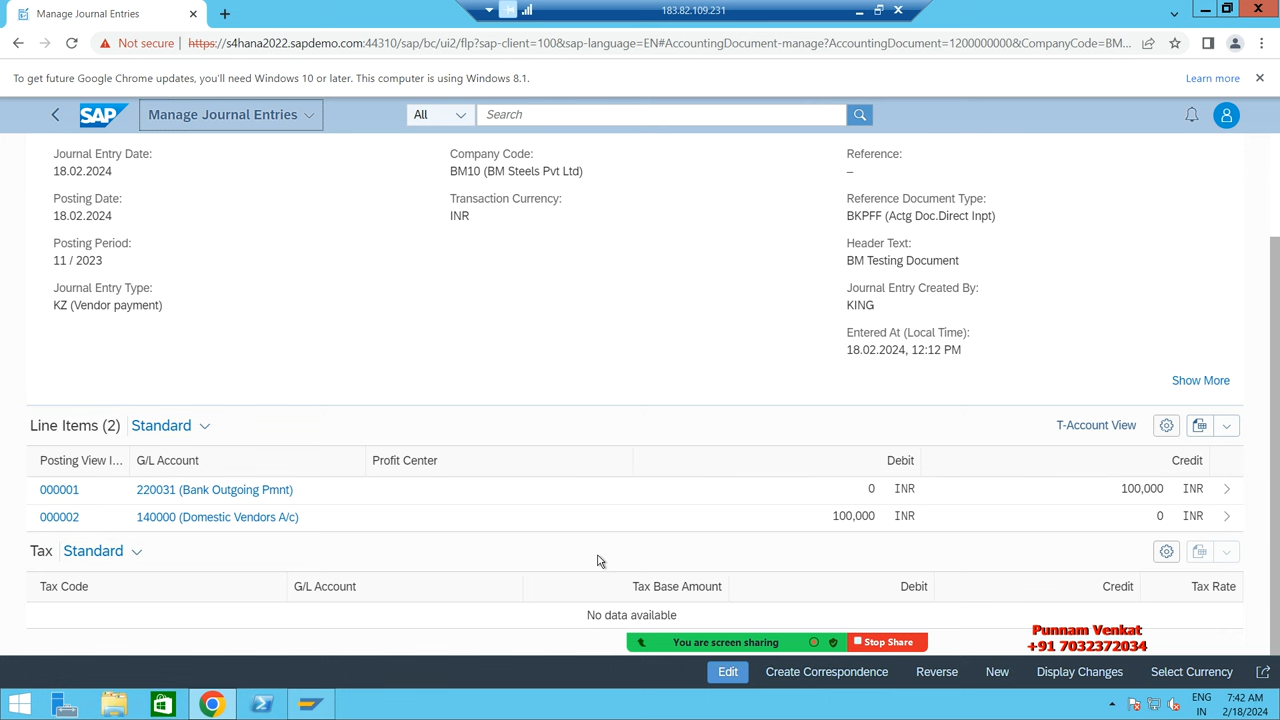 Manage Journal Entries
183.82.109.231
Not secure
https://s4hana2022.sapdemo.com:44310/sap/bc/ui2/flp?sap-client=100&sap-language=EN#AccountingDocument-manage?AccountingDocument=1200000000&CompanyCode=BM...
To get future Google Chrome updates, you'll need Windows 10 or later. This computer is using Windows 8.1.
Learn more
SAP
Manage Journal Entries
All
Search
Journal Entry Date:
18.02.2024
Posting Date:
18.02.2024
Posting Period:
11 / 2023
Journal Entry Type:
KZ (Vendor payment)
Company Code:
BM10 (BM Steels Pvt Ltd)
Transaction Currency:
INR
Reference:
–
Reference Document Type:
BKPFF (Actg Doc.Direct Inpt)
Header Text:
BM Testing Document
Journal Entry Created By:
KING
Entered At (Local Time):
18.02.2024, 12:12 PM
Show More
Line Items (2) Standard
T-Account View
Posting View I... G/L Account Profit Center Debit Credit
000001 220031 (Bank Outgoing Pmnt) 0 INR 100,000 INR
000002 140000 (Domestic Vendors A/c) 100,000 INR 0 INR
Tax Standard
Tax Code G/L Account Tax Base Amount Debit Credit Tax Rate
No data available
You are screen sharing Stop Share
Punnam Venkat
+91 7032372034
Edit Create Correspondence Reverse New Display Changes Select Currency
ENG 7:42 AM
IN 2/18/2024